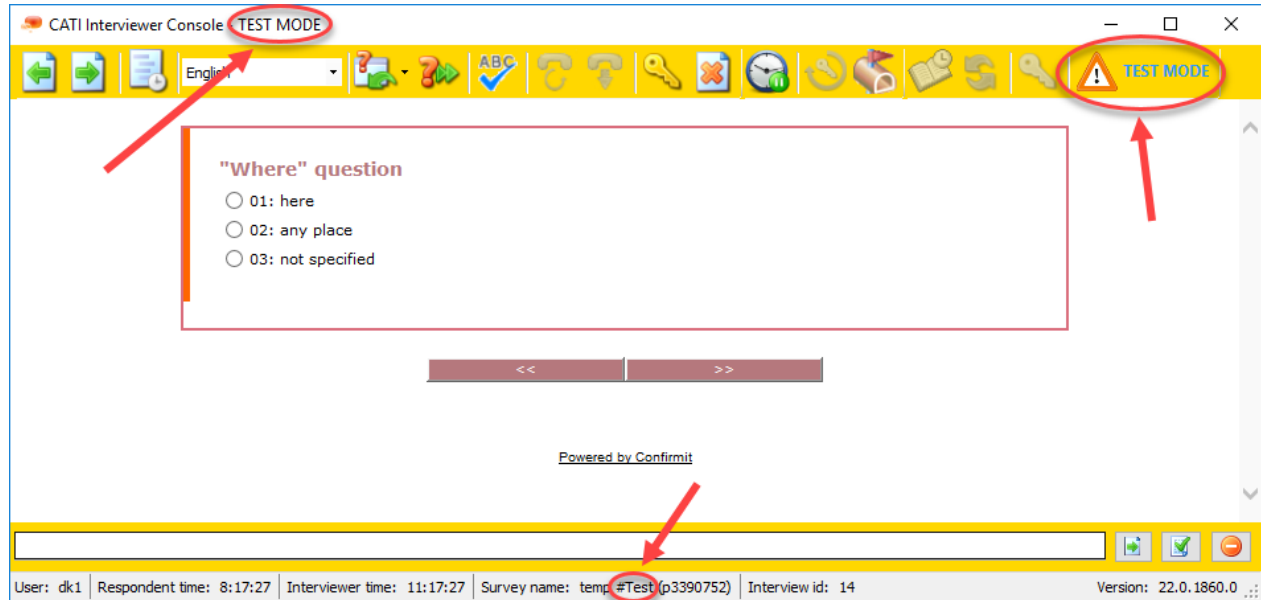 CATI Interviewer Console - TEST MODE
English
ABC
TEST MODE
"Where" question
01: here
02: any place
03: not specified
<< >>
Powered by Confirmit
User: dk1 Respondent time: 8:17:27 Interviewer time: 11:17:27 Survey name: temp #Test (p3390752) Interview id: 14 Version: 22.0.1860.0